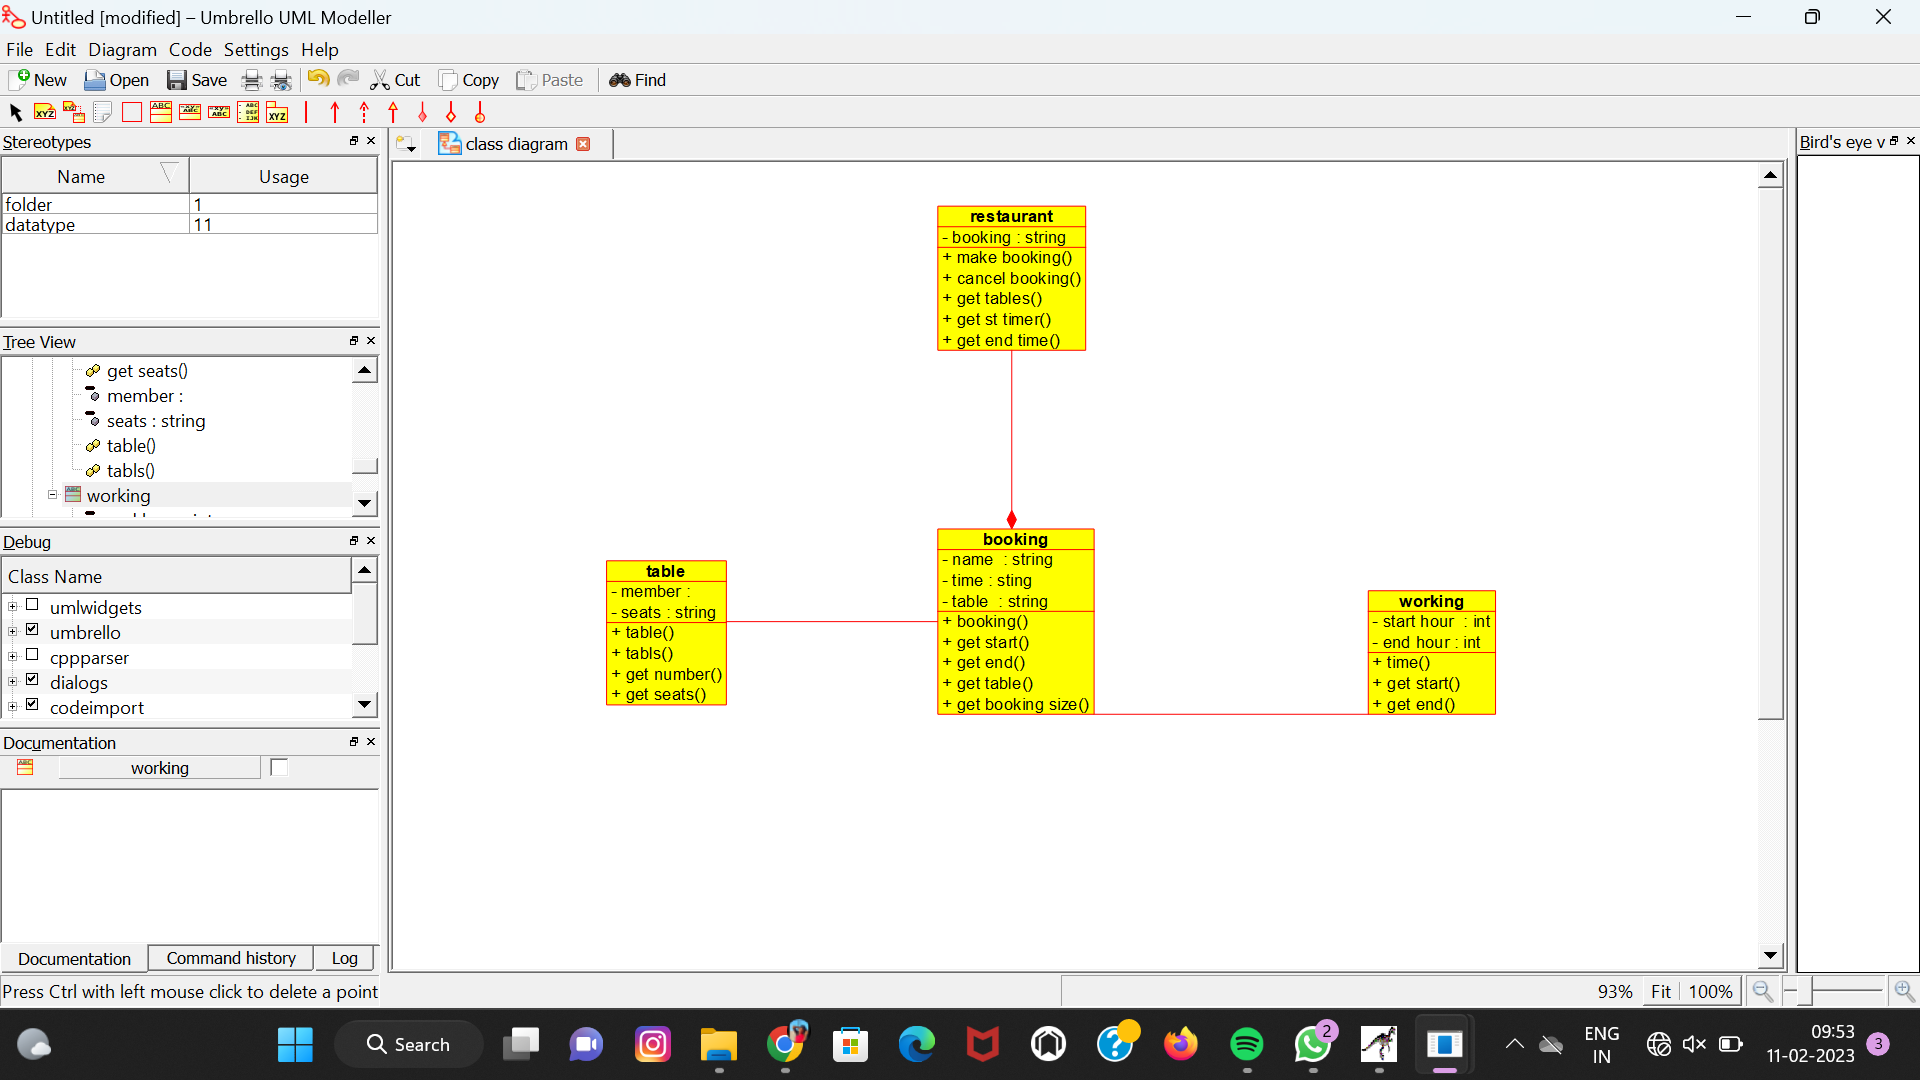 Untitled [modified] – Umbrello UML Modeller
File Edit Diagram Code Settings Help
New Open Save Cut Copy Paste Find
Stereotypes
Name Usage
folder 1
datatype 11
Tree View
get seats()
member :
seats : string
table()
tabls()
working
Debug
Class Name
umlwidgets
umbrello
cppparser
dialogs
codeimport
Documentation
working
Documentation Command history Log
Press Ctrl with left mouse click to delete a point
class diagram
Bird's eye v
restaurant
- booking : string
+ make booking()
+ cancel booking()
+ get tables()
+ get st timer()
+ get end time()
table
- member :
- seats : string
+ table()
+ tabls()
+ get number()
+ get seats()
booking
- name : string
- time : sting
- table : string
+ booking()
+ get start()
+ get end()
+ get table()
+ get booking size()
working
- start hour : int
- end hour : int
+ time()
+ get start()
+ get end()
93% Fit 100%
Search
2
ENG
IN
09:53
11-02-2023
3